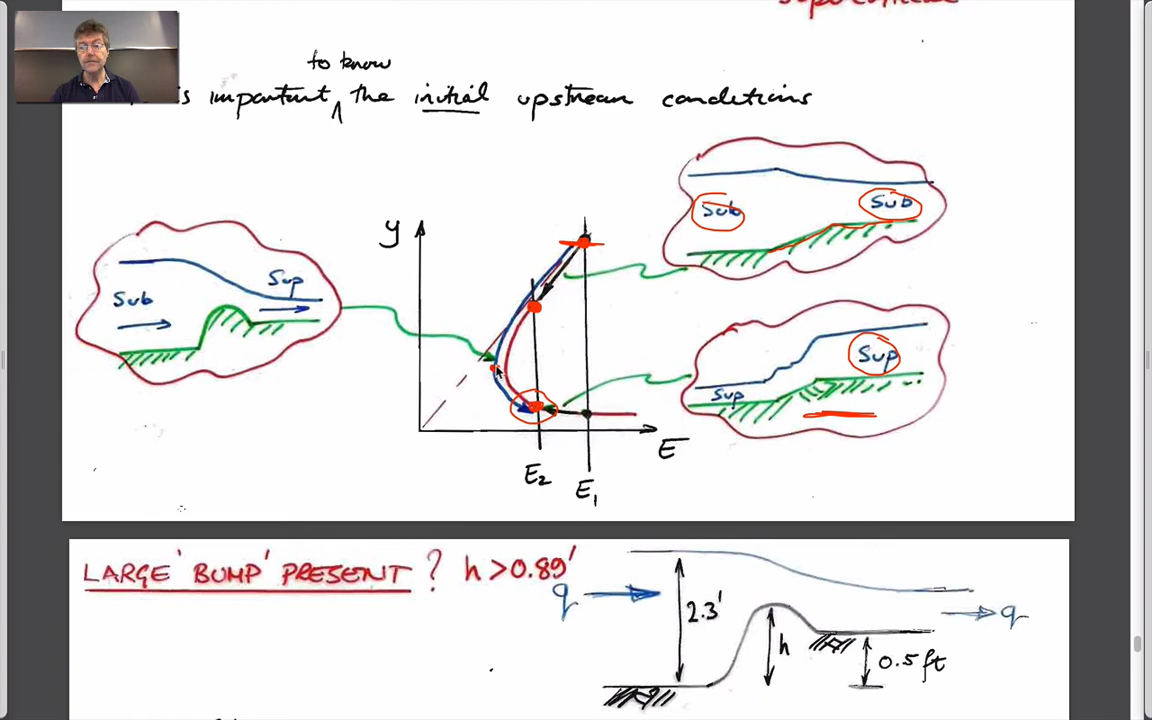 is important the initial upstream conditions
to know
y
Sub
Sup
Sub
Sub
Sup
Sup
E
E₂
E₁
LARGE 'BUMP' PRESENT ? h > 0.89'
q
2.3'
h
0.5 ft
q